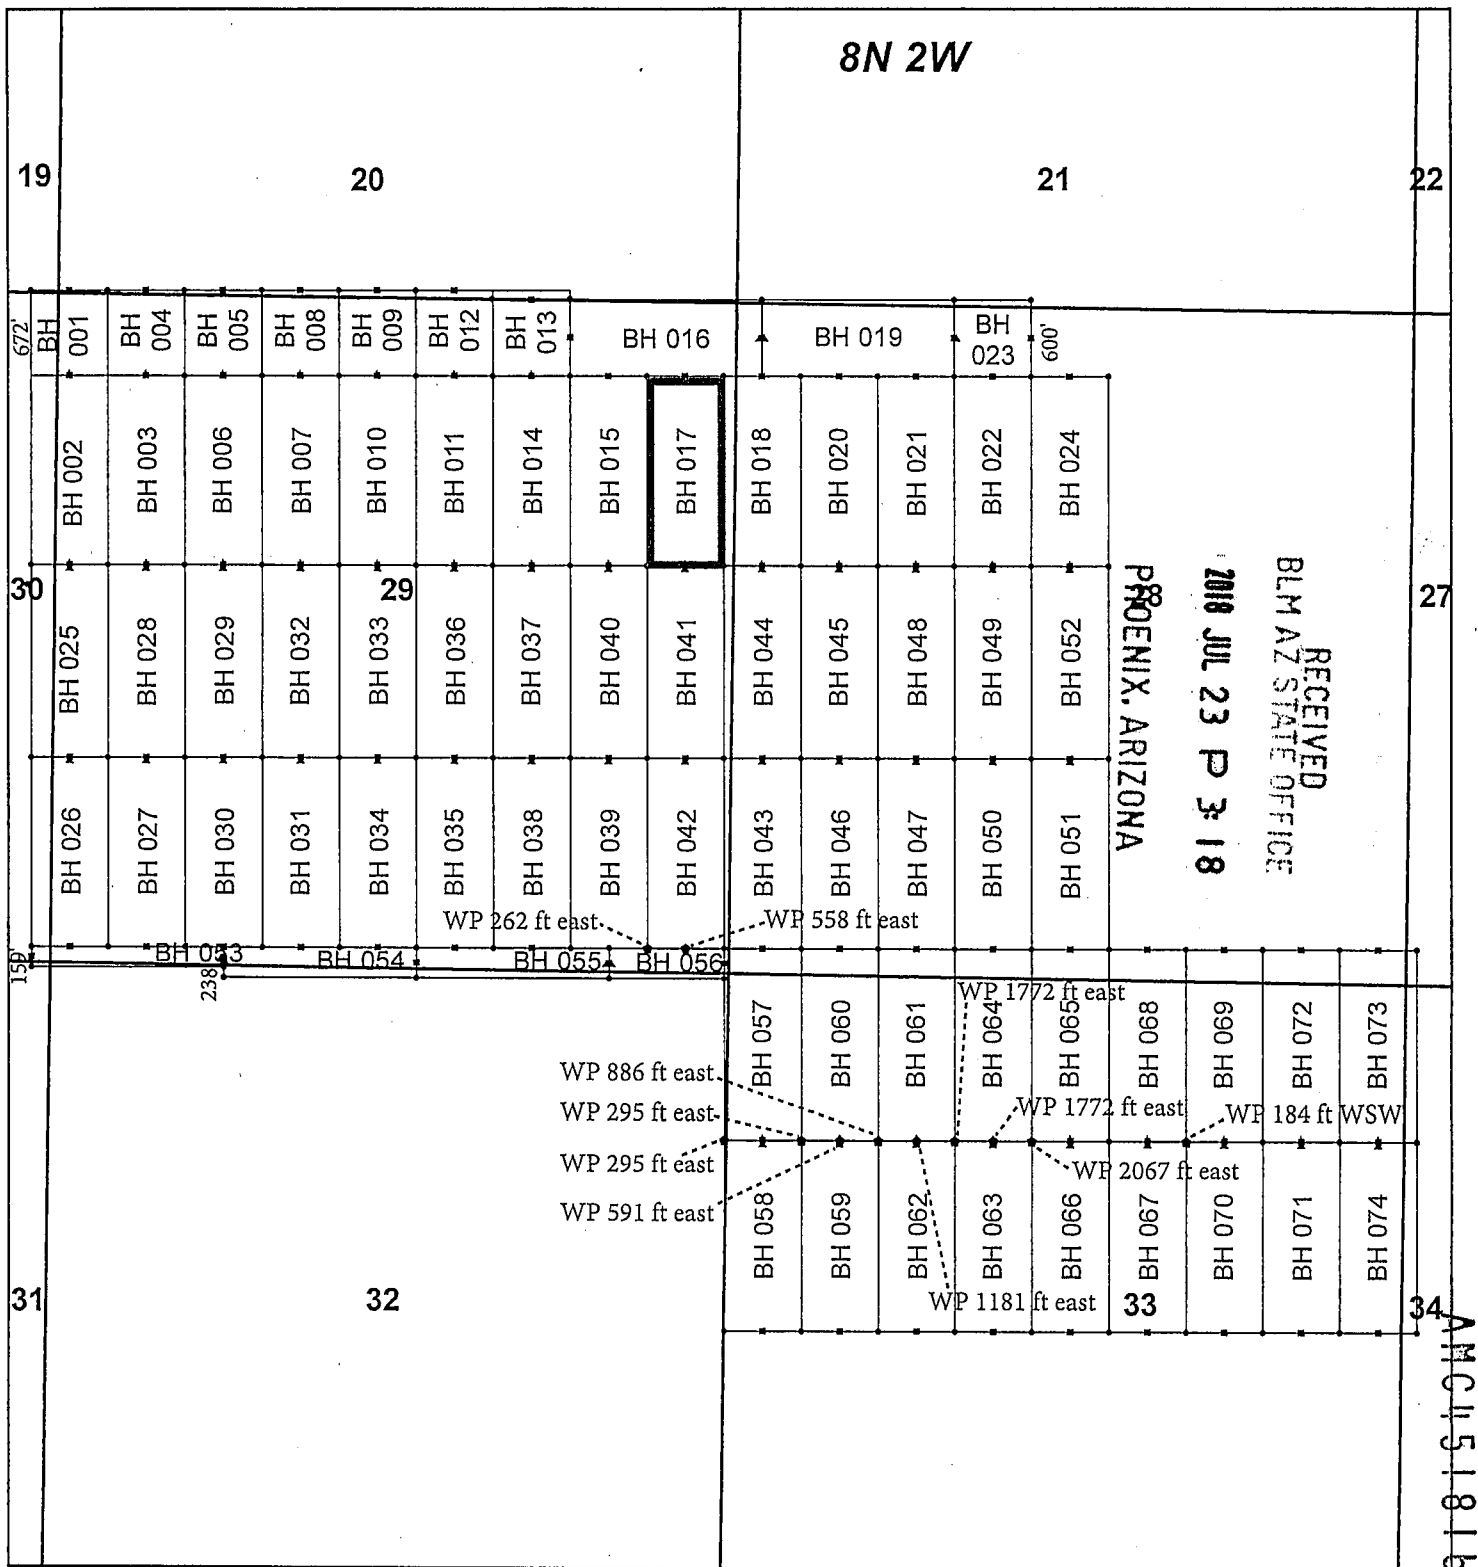 8N 2W
19
20
21
22
672'
BH 001
BH 004
BH 005
BH 008
BH 009
BH 012
BH 013
BH 016
BH 019
BH 023
600'
BH 002
BH 003
BH 006
BH 007
BH 010
BH 011
BH 014
BH 015
BH 017
BH 018
BH 020
BH 021
BH 022
BH 024
30
29
28
27
RECEIVED
BLM AZ STATE OFFICE
2018 JUL 23 P 3:18
PHOENIX, ARIZONA
BH 025
BH 028
BH 029
BH 032
BH 033
BH 036
BH 037
BH 040
BH 041
BH 044
BH 045
BH 048
BH 049
BH 052
BH 026
BH 027
BH 030
BH 031
BH 034
BH 035
BH 038
BH 039
BH 042
BH 043
BH 046
BH 047
BH 050
BH 051
WP 262 ft east
WP 558 ft east
159'
BH 053
BH 054
BH 055
BH 056
238'
WP 1772 ft east
BH 057
BH 060
BH 061
BH 064
BH 065
BH 068
BH 069
BH 072
BH 073
WP 886 ft east
WP 295 ft east
WP 1772 ft east
WP 184 ft WSW
WP 295 ft east
WP 2067 ft east
WP 591 ft east
BH 058
BH 059
BH 062
BH 063
BH 066
BH 067
BH 070
BH 071
BH 074
WP 1181 ft east
31
32
33
34